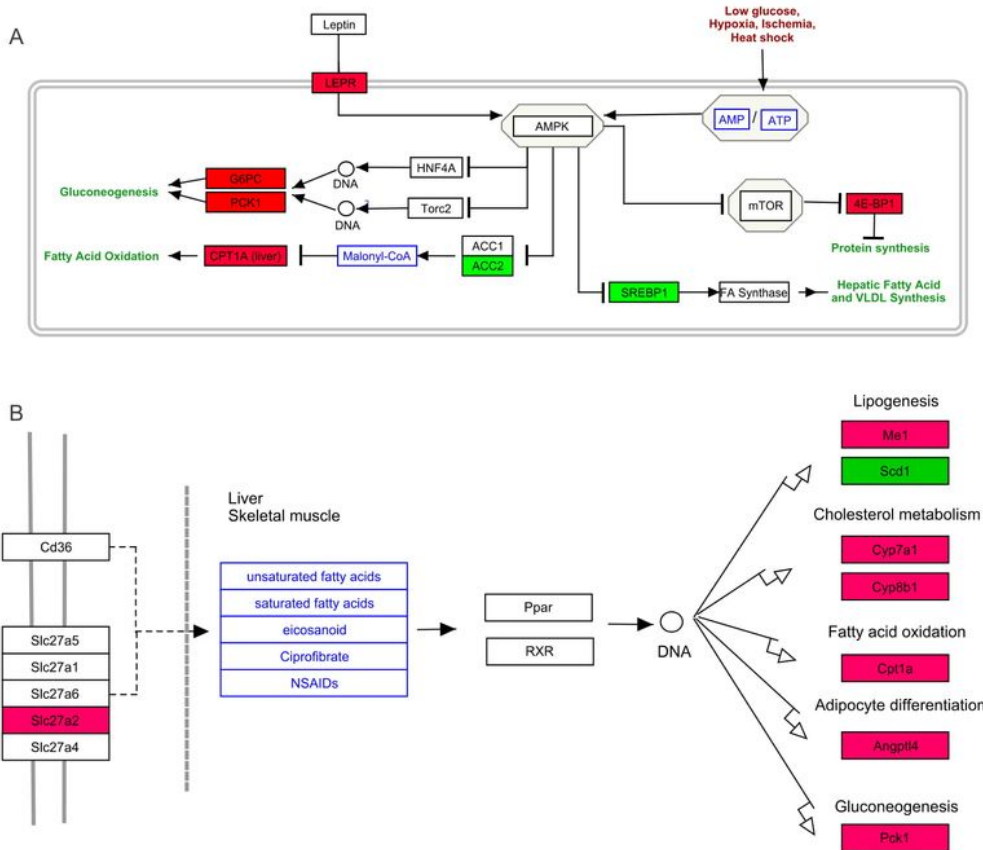 A
Leptin
Low glucose,
Hypoxia, Ischemia,
Heat shock
LEPR
AMPK
AMP / ATP
HNF4A
DNA
G6PC
Gluconeogenesis
PCK1
Torc2
DNA
mTOR
4E-BP1
Protein synthesis
ACC1
Fatty Acid Oxidation
CPT1A (liver)
Malonyl-CoA
ACC2
SREBP1
FA Synthase
Hepatic Fatty Acid
and VLDL Synthesis
B
Cd36
Slc27a5
Slc27a1
Slc27a6
Slc27a2
Slc27a4
Liver
Skeletal muscle
unsaturated fatty acids
saturated fatty acids
eicosanoid
Ciprofibrate
NSAIDs
Ppar
RXR
DNA
Lipogenesis
Me1
Scd1
Cholesterol metabolism
Cyp7a1
Cyp8b1
Fatty acid oxidation
Cpt1a
Adipocyte differentiation
Angptl4
Gluconeogenesis
Pck1